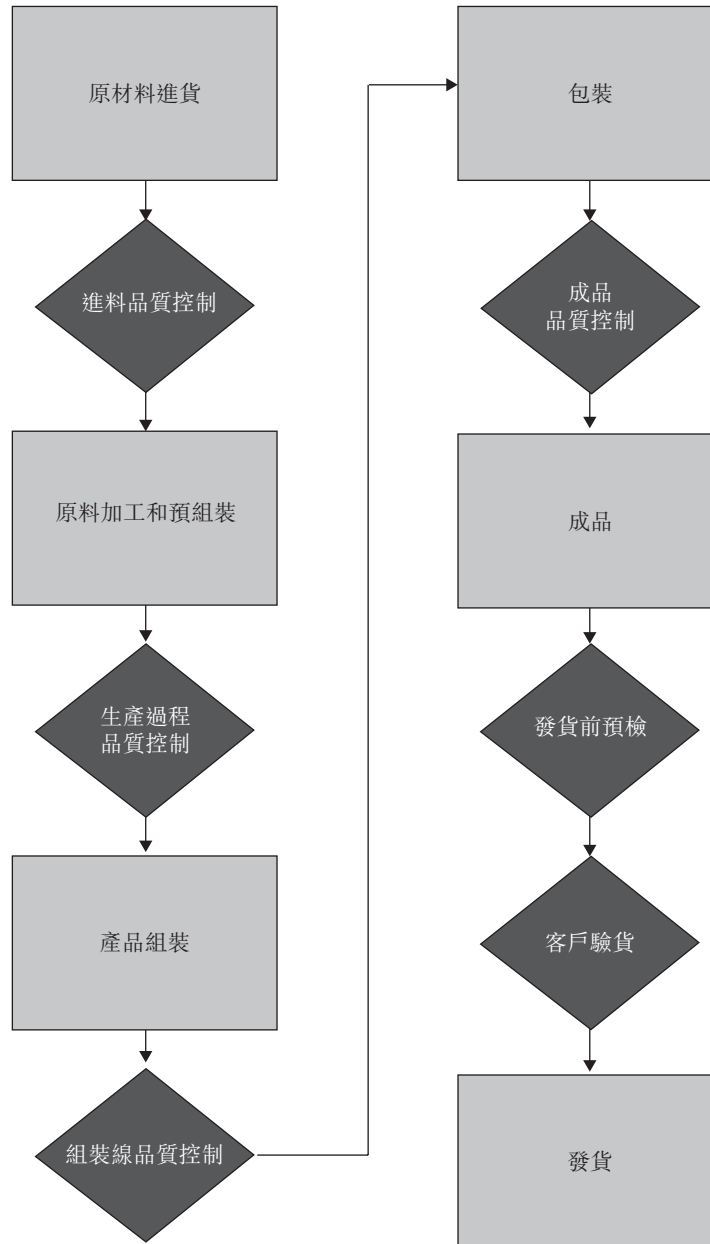 原材料進貨
進料品質控制
原料加工和預組裝
生產過程
品質控制
產品組裝
組裝線品質控制
包裝
成品
品質控制
成品
發貨前預檢
客戶驗貨
發貨